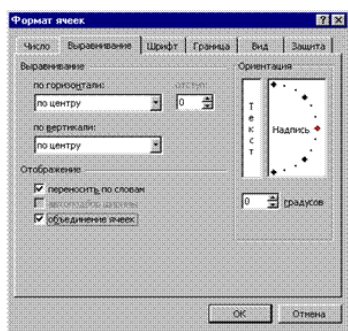 Формат ячеек
Число Выравнивание Шрифт Граница Вид Защита
Выравнивание
по горизонтали: отступ:
по центру 0
по вертикали:
по центру
Отображение
переносить по словам
автоподбор ширины
объединение ячеек
Ориентация
Текст
Надпись
0 градусов
ОК Отмена